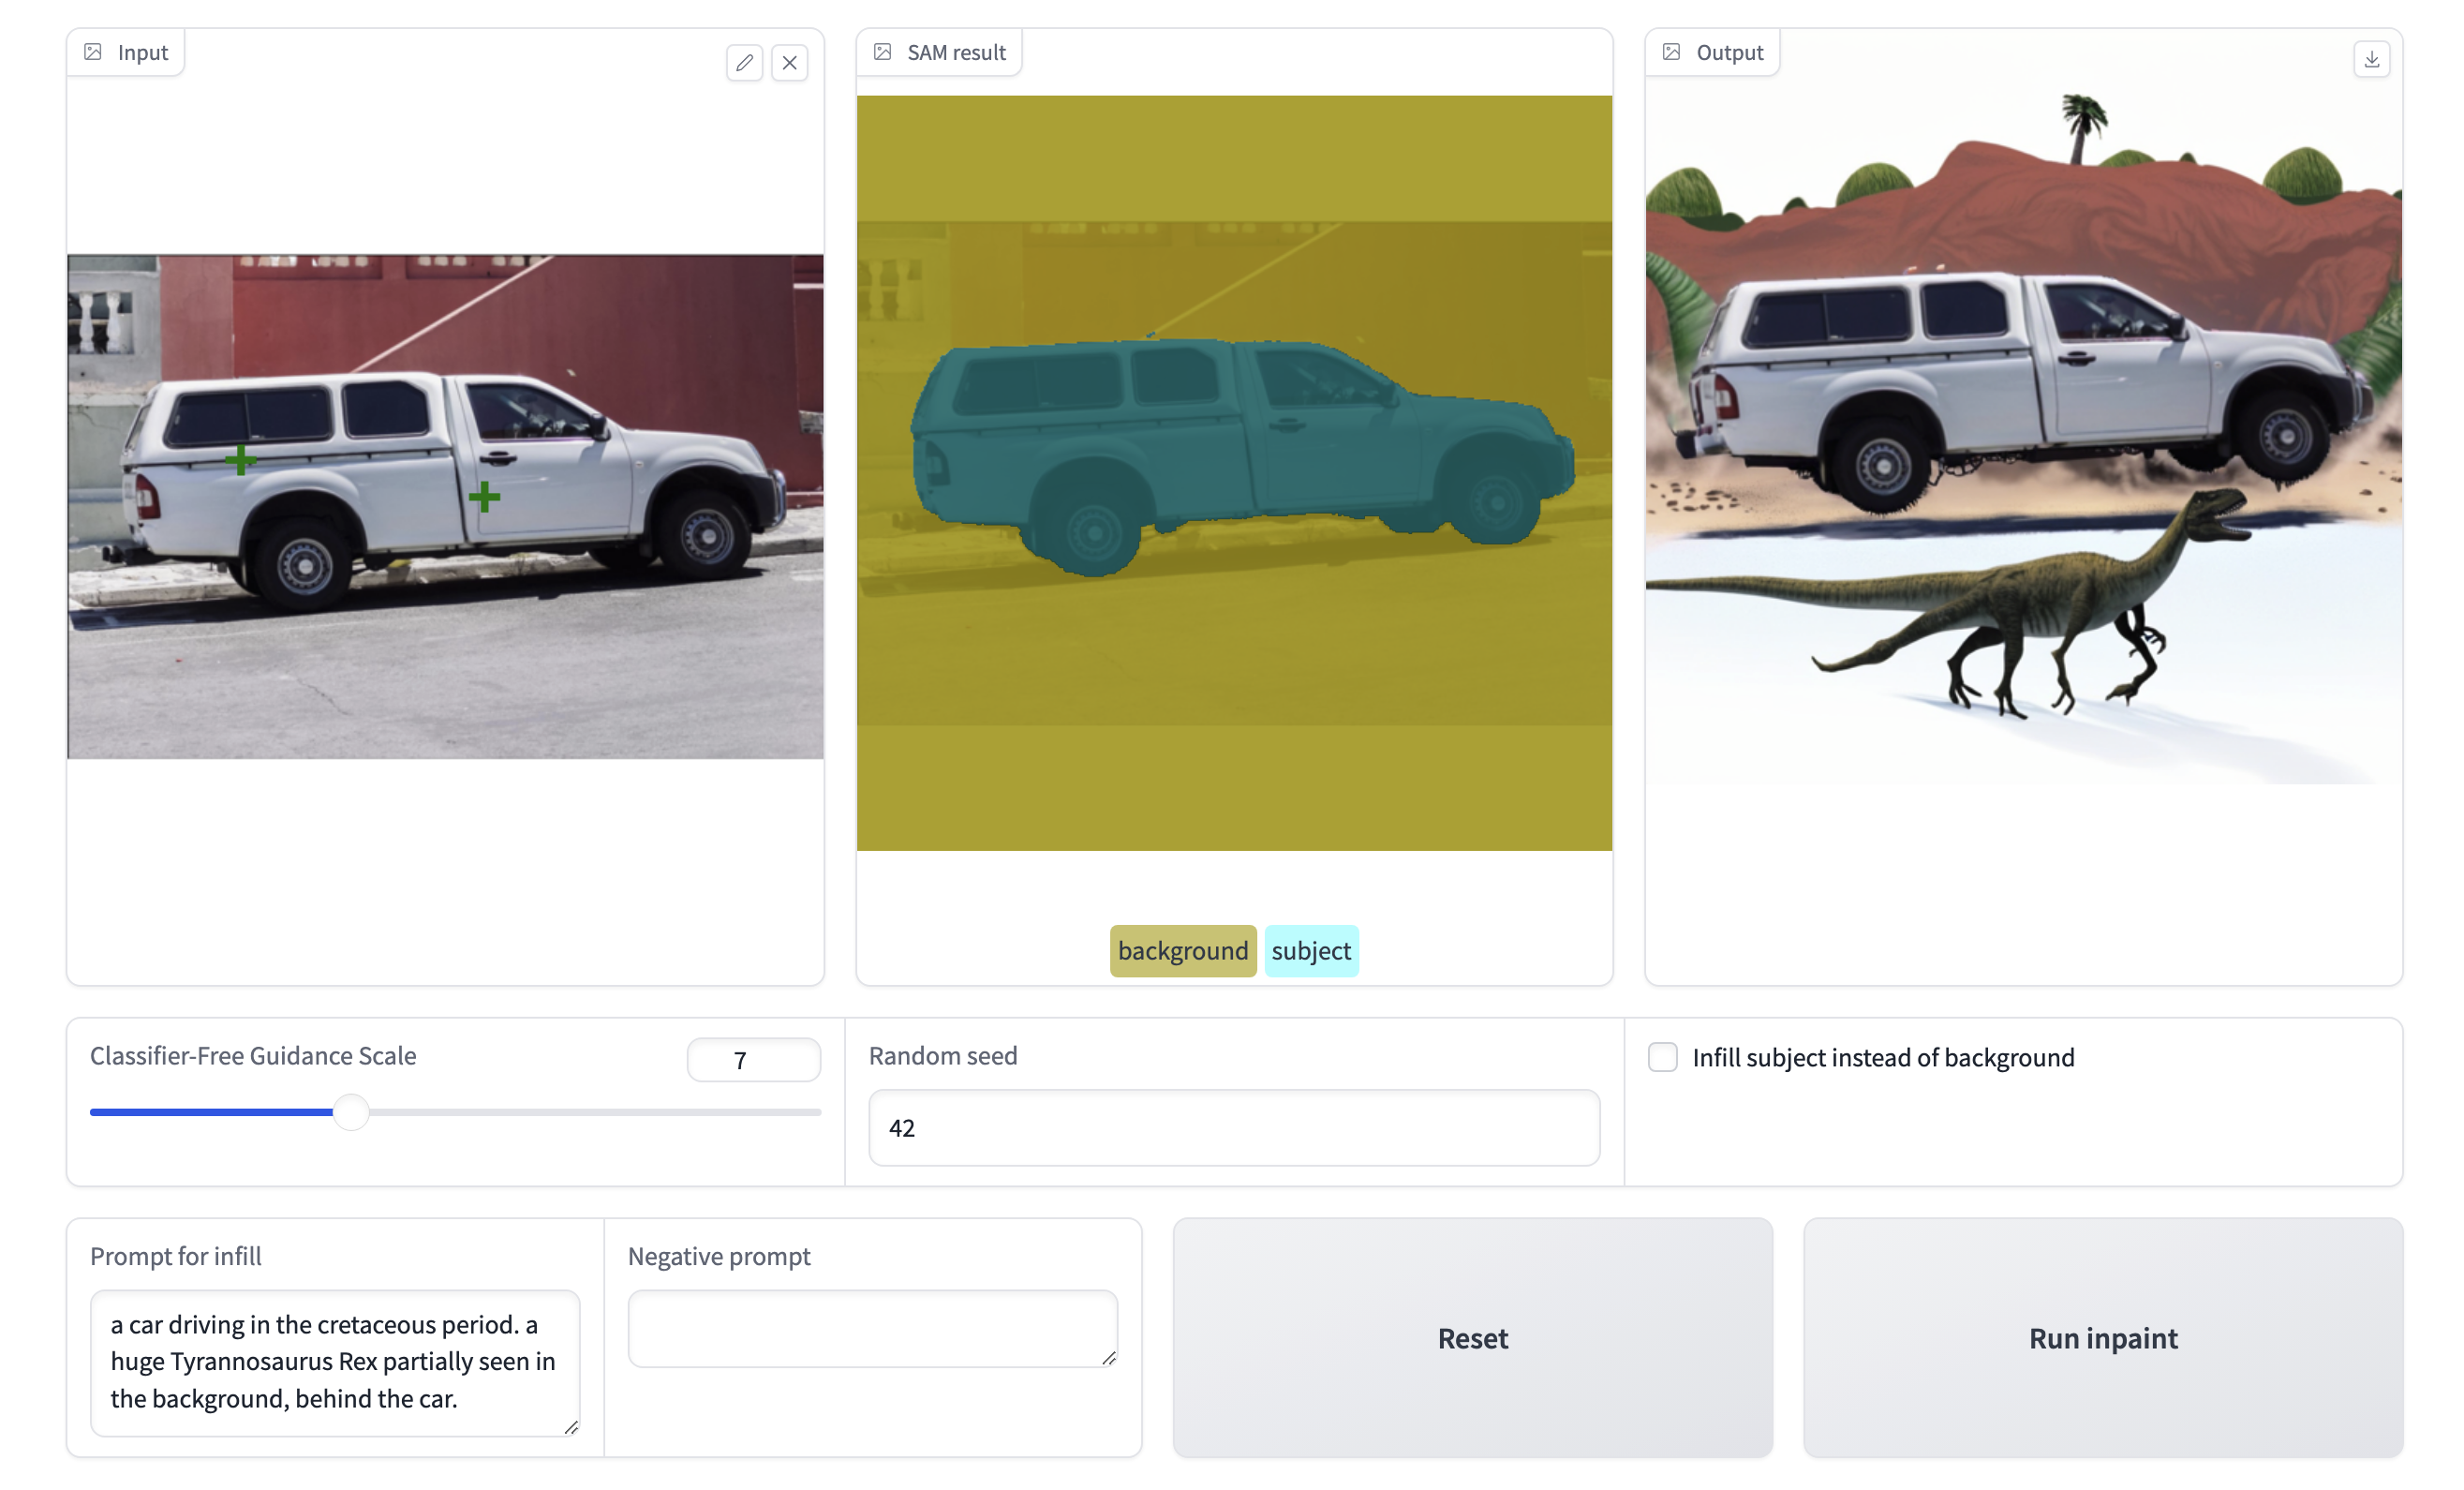 Input
SAM result
Output
background
subject
Classifier-Free Guidance Scale
7
Random seed
42
Infill subject instead of background
Prompt for infill
a car driving in the cretaceous period. a
huge Tyrannosaurus Rex partially seen in
the background, behind the car.
Negative prompt
Reset
Run inpaint